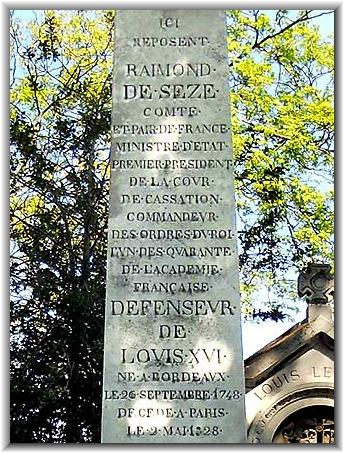 ICI
REPOSENT
RAIMOND
DE·SEZE·
COMTE
ET·PAIR·DE·FRANCE·
MINISTRE·D'ETAT·
PREMIER·PRESIDENT
DE·LA·COVR
DE·CASSATION·
COMMANDEVR
DES·ORDRES·DV·ROI·
L'VN·DES·QVARANTE·
DE·L'ACADEMIE·
FRANÇAISE·
DEFENSEVR·
DE·
LOVIS·XVI·
NE·A·BORDEAVX·
LE·26·SEPTEMBRE·1748·
DECEDE·A·PARIS·
LE·2·MAI·1828·
LOUIS LE